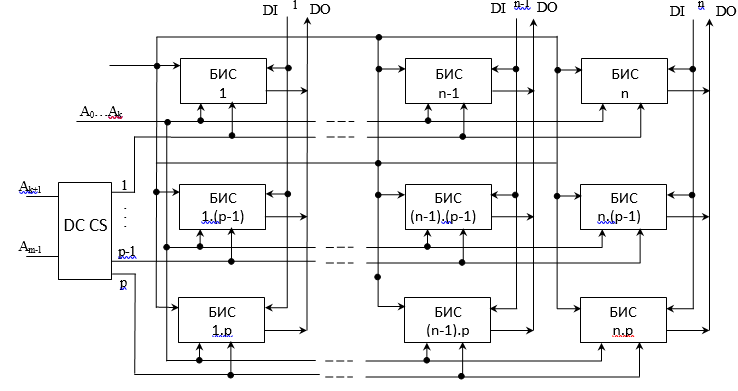 DI 1 DO DI n-1 DO DI n DO
БИС БИС БИС
1 n-1 n
A0…Ak
Ak+1 1
БИС БИС БИС
1.(p-1) (n-1).(p-1) n.(p-1)
DC CS
Am-1 p-1
p
БИС БИС БИС
1.p (n-1).p n.p